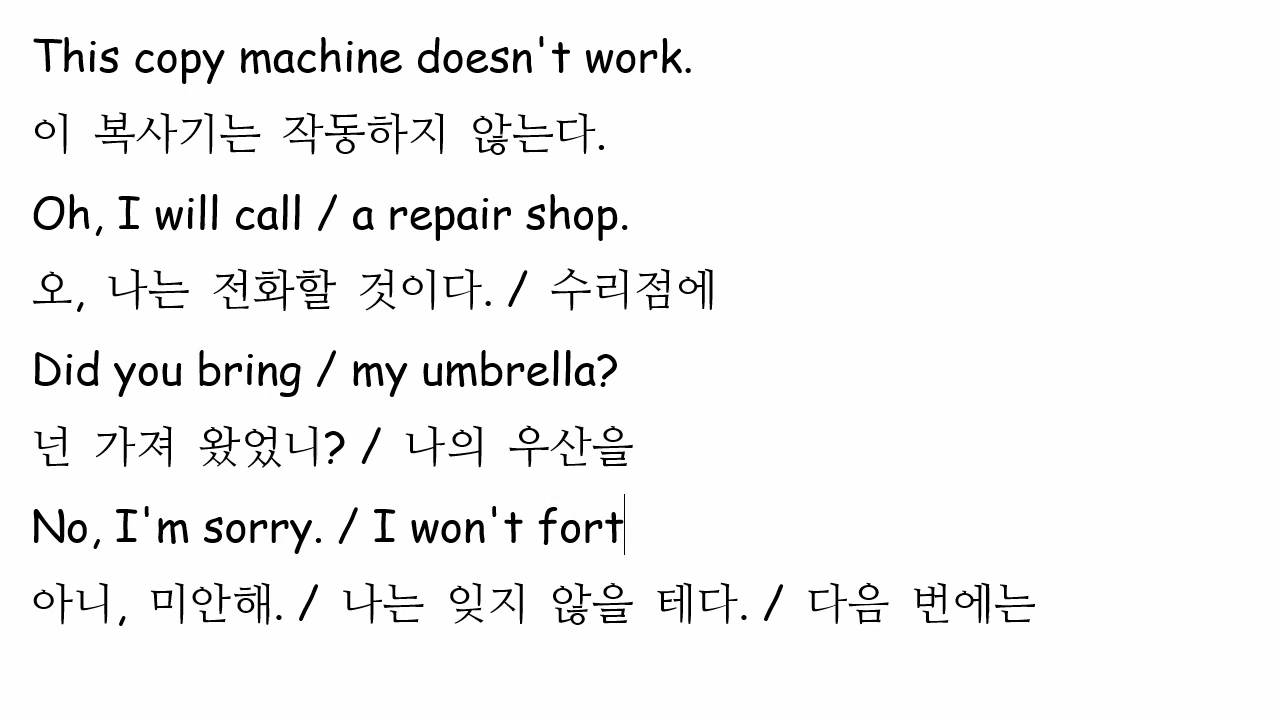 This copy machine doesn't work.
이 복사기는 작동하지 않는다.
Oh, I will call / a repair shop.
오, 나는 전화할 것이다. / 수리점에
Did you bring / my umbrella?
넌 가져 왔었니? / 나의 우산을
No, I'm sorry. / I won't fort
아니, 미안해. / 나는 잊지 않을 테다. / 다음 번에는